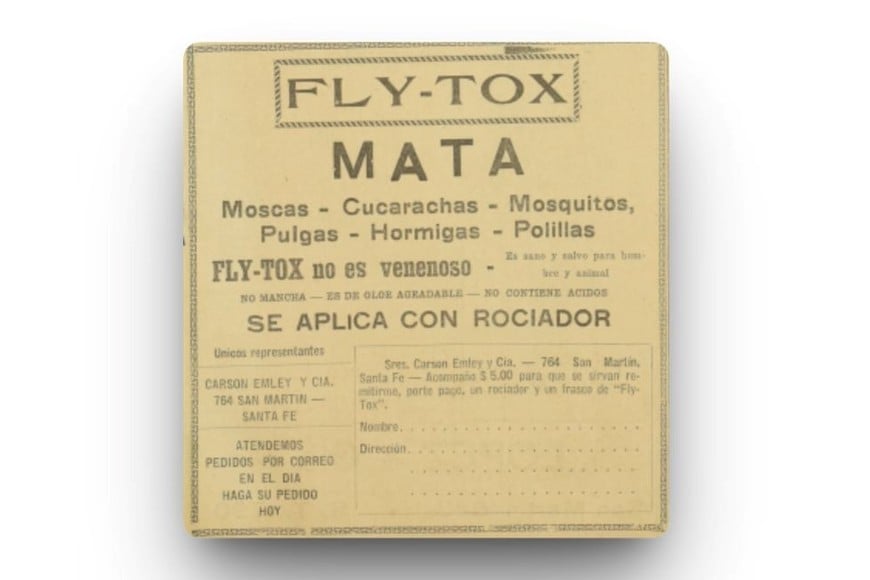 FLY-TOX
MATA
Moscas - Cucarachas - Mosquitos,
Pulgas - Hormigas - Polillas
FLY-TOX no es venenoso -
Es sano y salvo para hom-
bre y animal
NO MANCHA — ES DE OLOR AGRADABLE — NO CONTIENE ACIDOS
SE APLICA CON ROCIADOR
Unicos representantes
CARSON EMLEY Y CIA.
764 SAN MARTIN —
SANTA FE
ATENDEMOS
PEDIDOS POR CORREO
EN EL DIA
HAGA SU PEDIDO
HOY
Sres. Carson Emley y Cia. — 764 San Martin,
Santa Fe — Acompaño $ 5.00 para que se sirvan re-
mitirme, porte pago, un rociador y un frasco de "Fly-
Tox".
Nombre. . . . . . . . . . . . . . . . . . . .
Dirección. . . . . . . . . . . . . . . . . . .